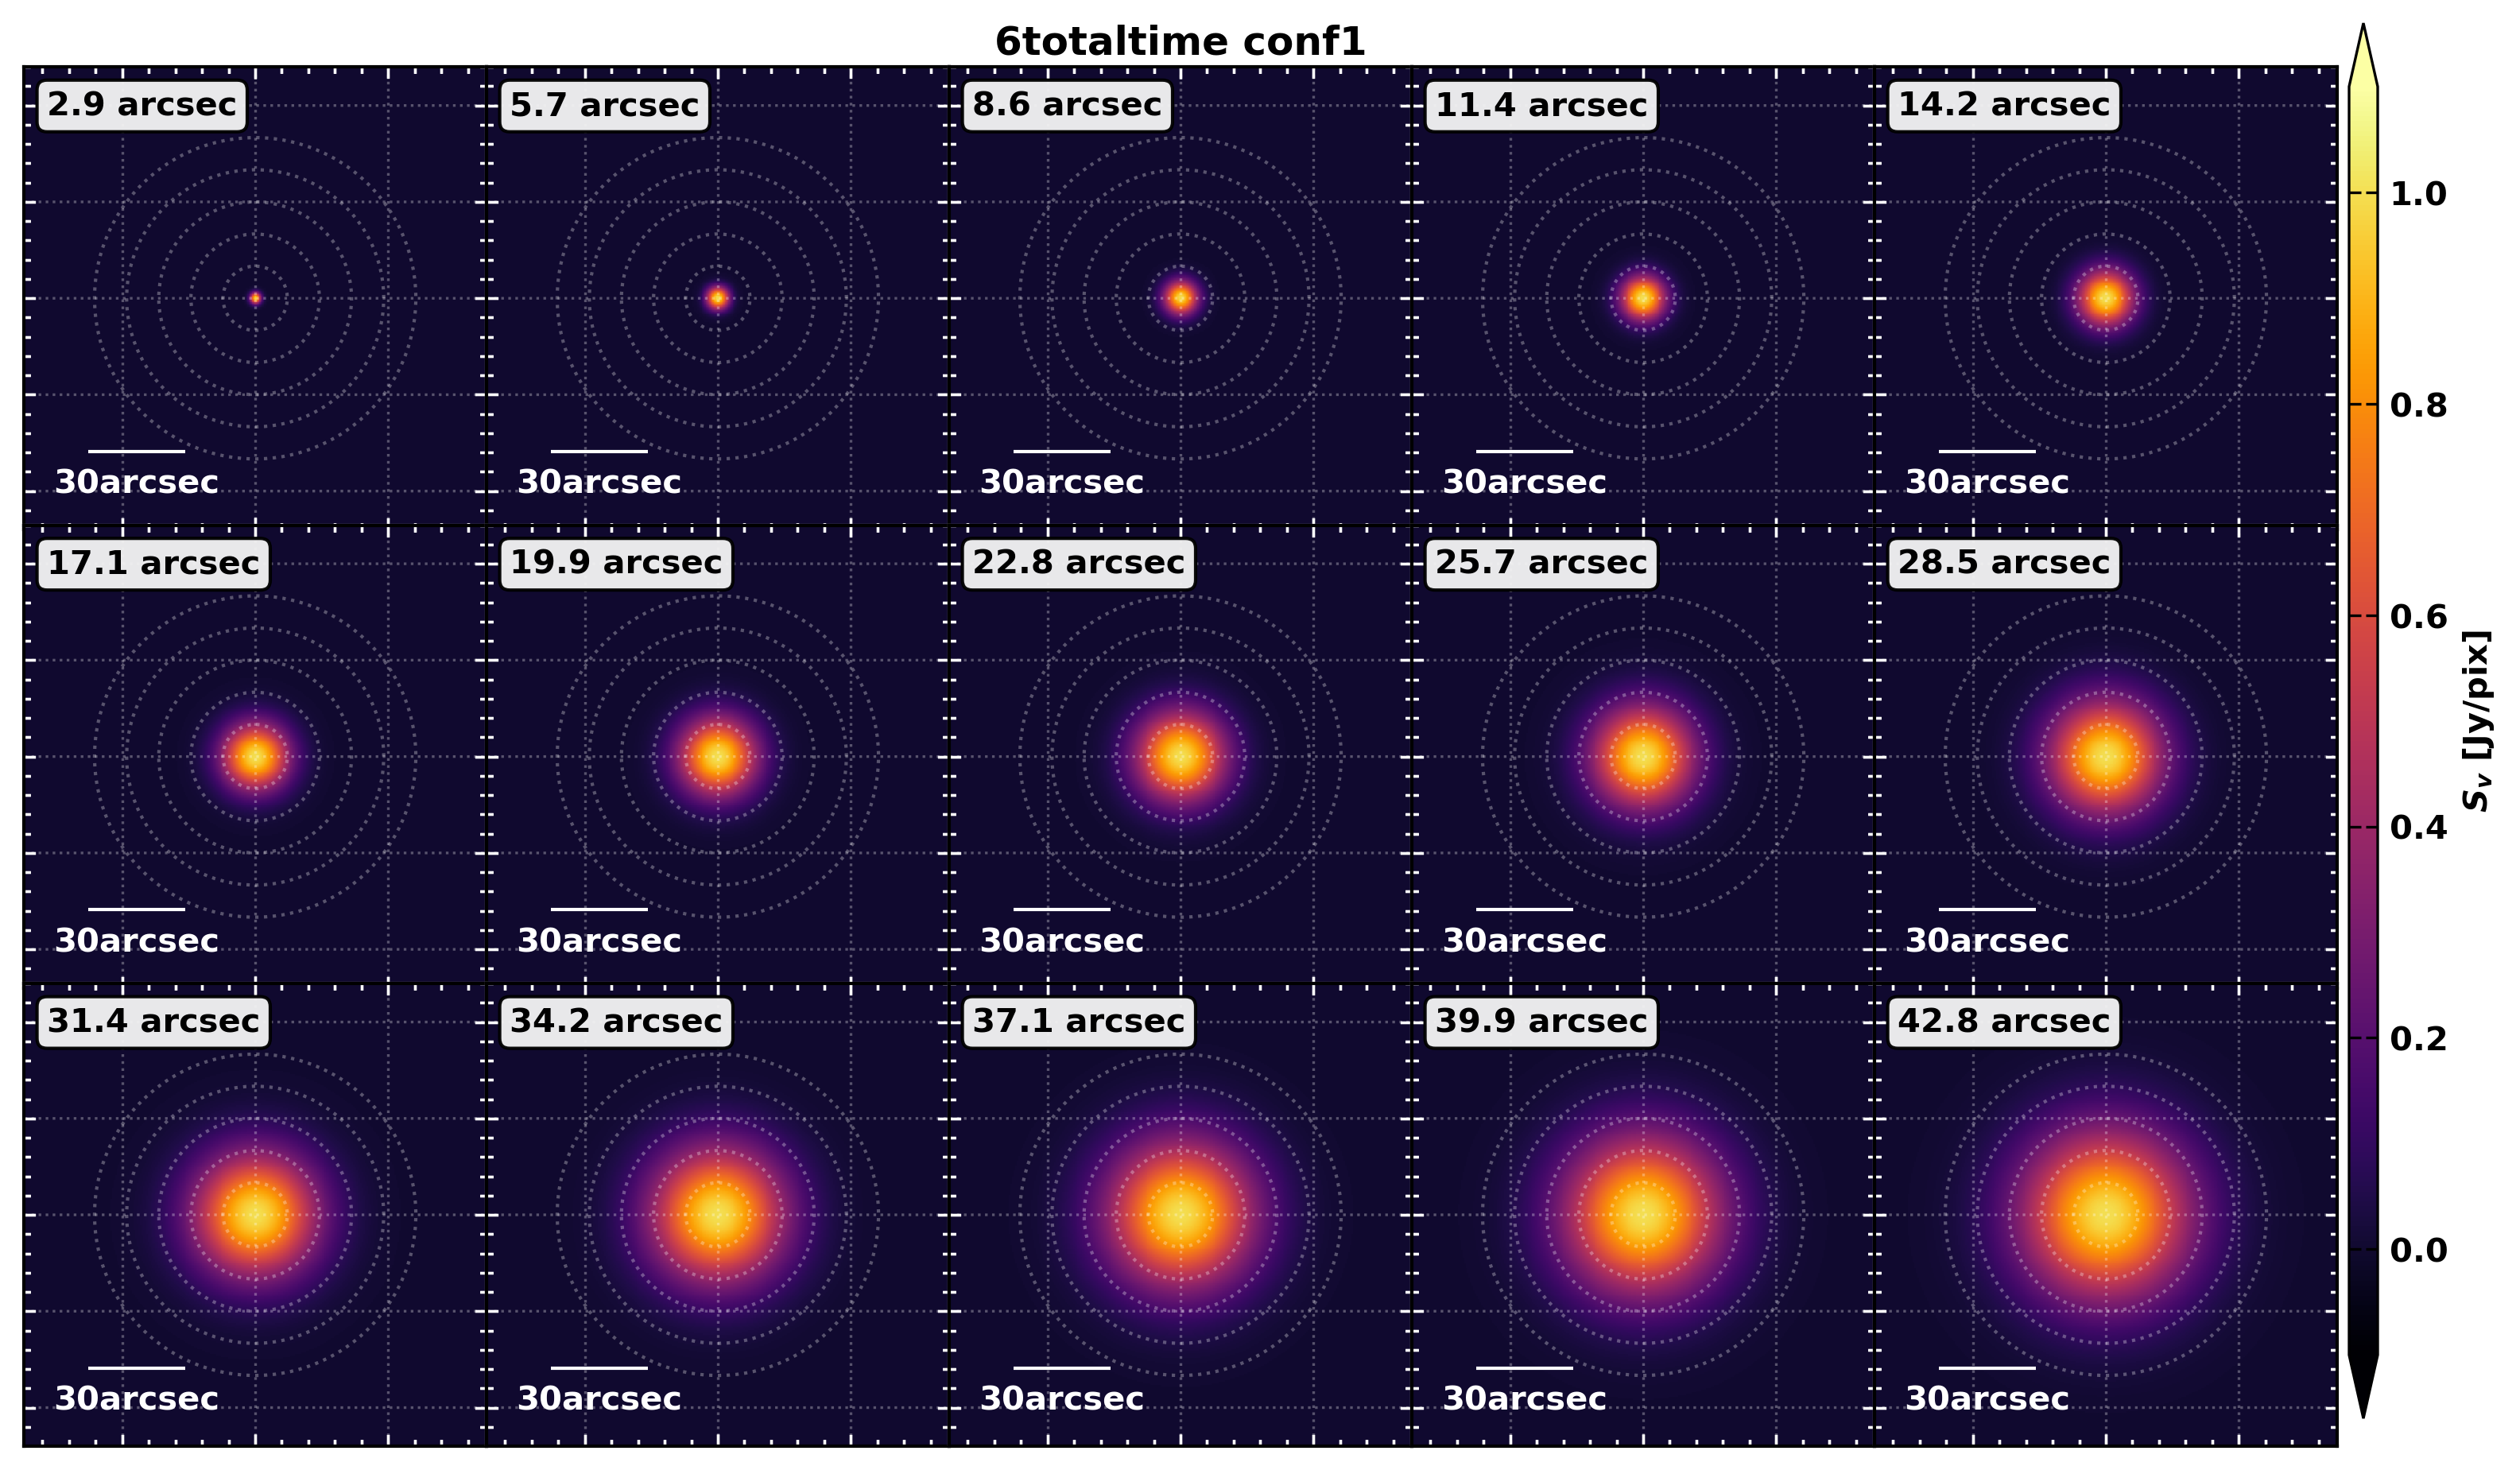 6totaltime conf1
2.9 arcsec
5.7 arcsec
8.6 arcsec
11.4 arcsec
14.2 arcsec
30arcsec
30arcsec
30arcsec
30arcsec
30arcsec
17.1 arcsec
19.9 arcsec
22.8 arcsec
25.7 arcsec
28.5 arcsec
30arcsec
30arcsec
30arcsec
30arcsec
30arcsec
31.4 arcsec
34.2 arcsec
37.1 arcsec
39.9 arcsec
42.8 arcsec
30arcsec
30arcsec
30arcsec
30arcsec
30arcsec
1.0
0.8
0.6
0.4
0.2
0.0
Sν [Jy/pix]